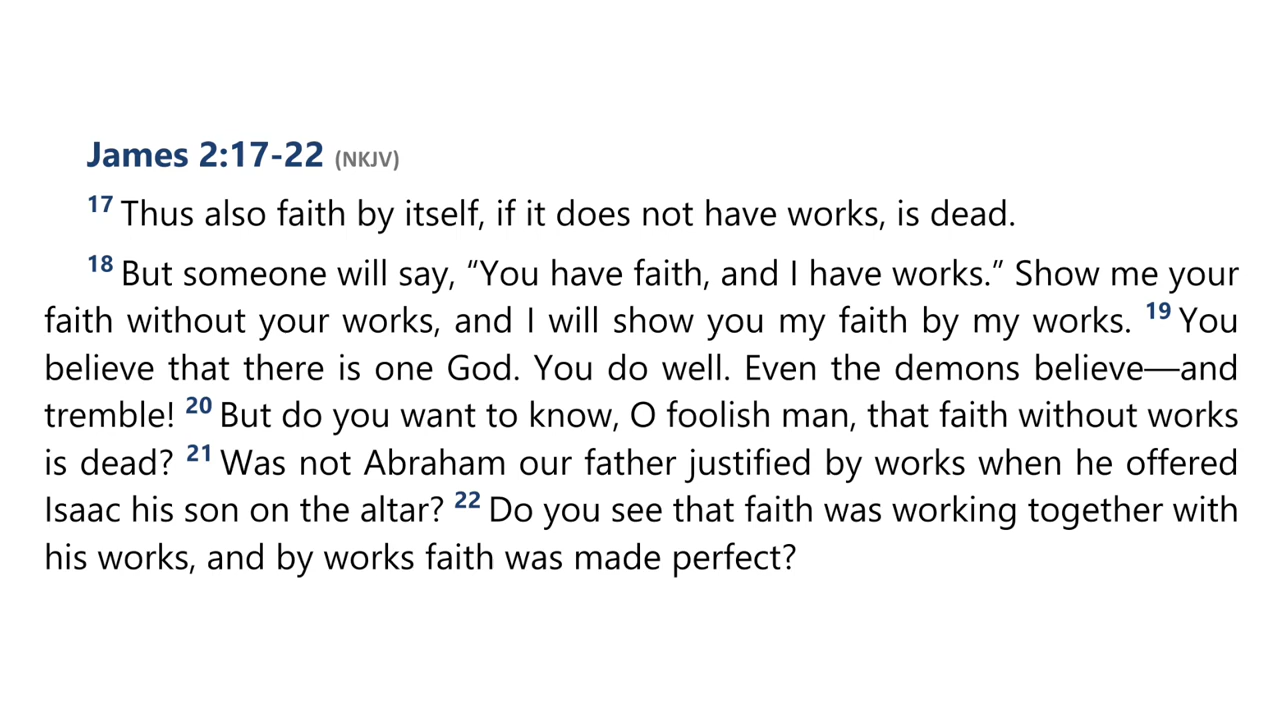 James 2:17-22 (NKJV)
17 Thus also faith by itself, if it does not have works, is dead.
18 But someone will say, “You have faith, and I have works.” Show me your
faith without your works, and I will show you my faith by my works. 19 You
believe that there is one God. You do well. Even the demons believe—and
tremble! 20 But do you want to know, O foolish man, that faith without works
is dead? 21 Was not Abraham our father justified by works when he offered
Isaac his son on the altar? 22 Do you see that faith was working together with
his works, and by works faith was made perfect?